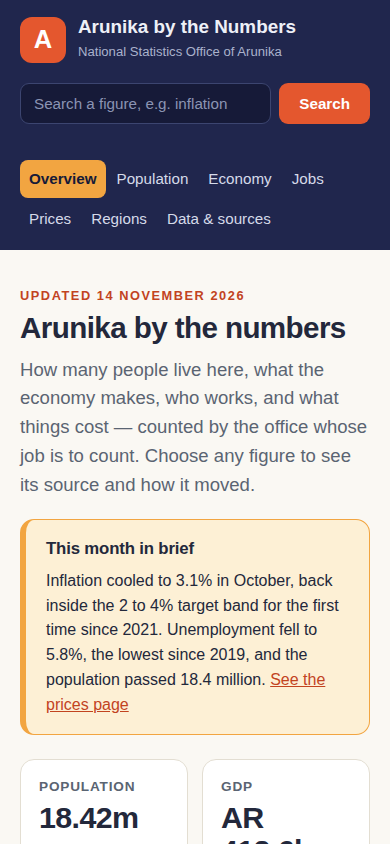 A
Arunika by the Numbers
National Statistics Office of Arunika
Search a figure, e.g. inflation
Search
Overview Population Economy Jobs
Prices Regions Data & sources
UPDATED 14 NOVEMBER 2026
Arunika by the numbers
How many people live here, what the
economy makes, who works, and what
things cost — counted by the office whose
job is to count. Choose any figure to see
its source and how it moved.
This month in brief
Inflation cooled to 3.1% in October, back
inside the 2 to 4% target band for the first
time since 2021. Unemployment fell to
5.8%, the lowest since 2019, and the
population passed 18.4 million. See the
prices page
POPULATION
18.42m
GDP
AR